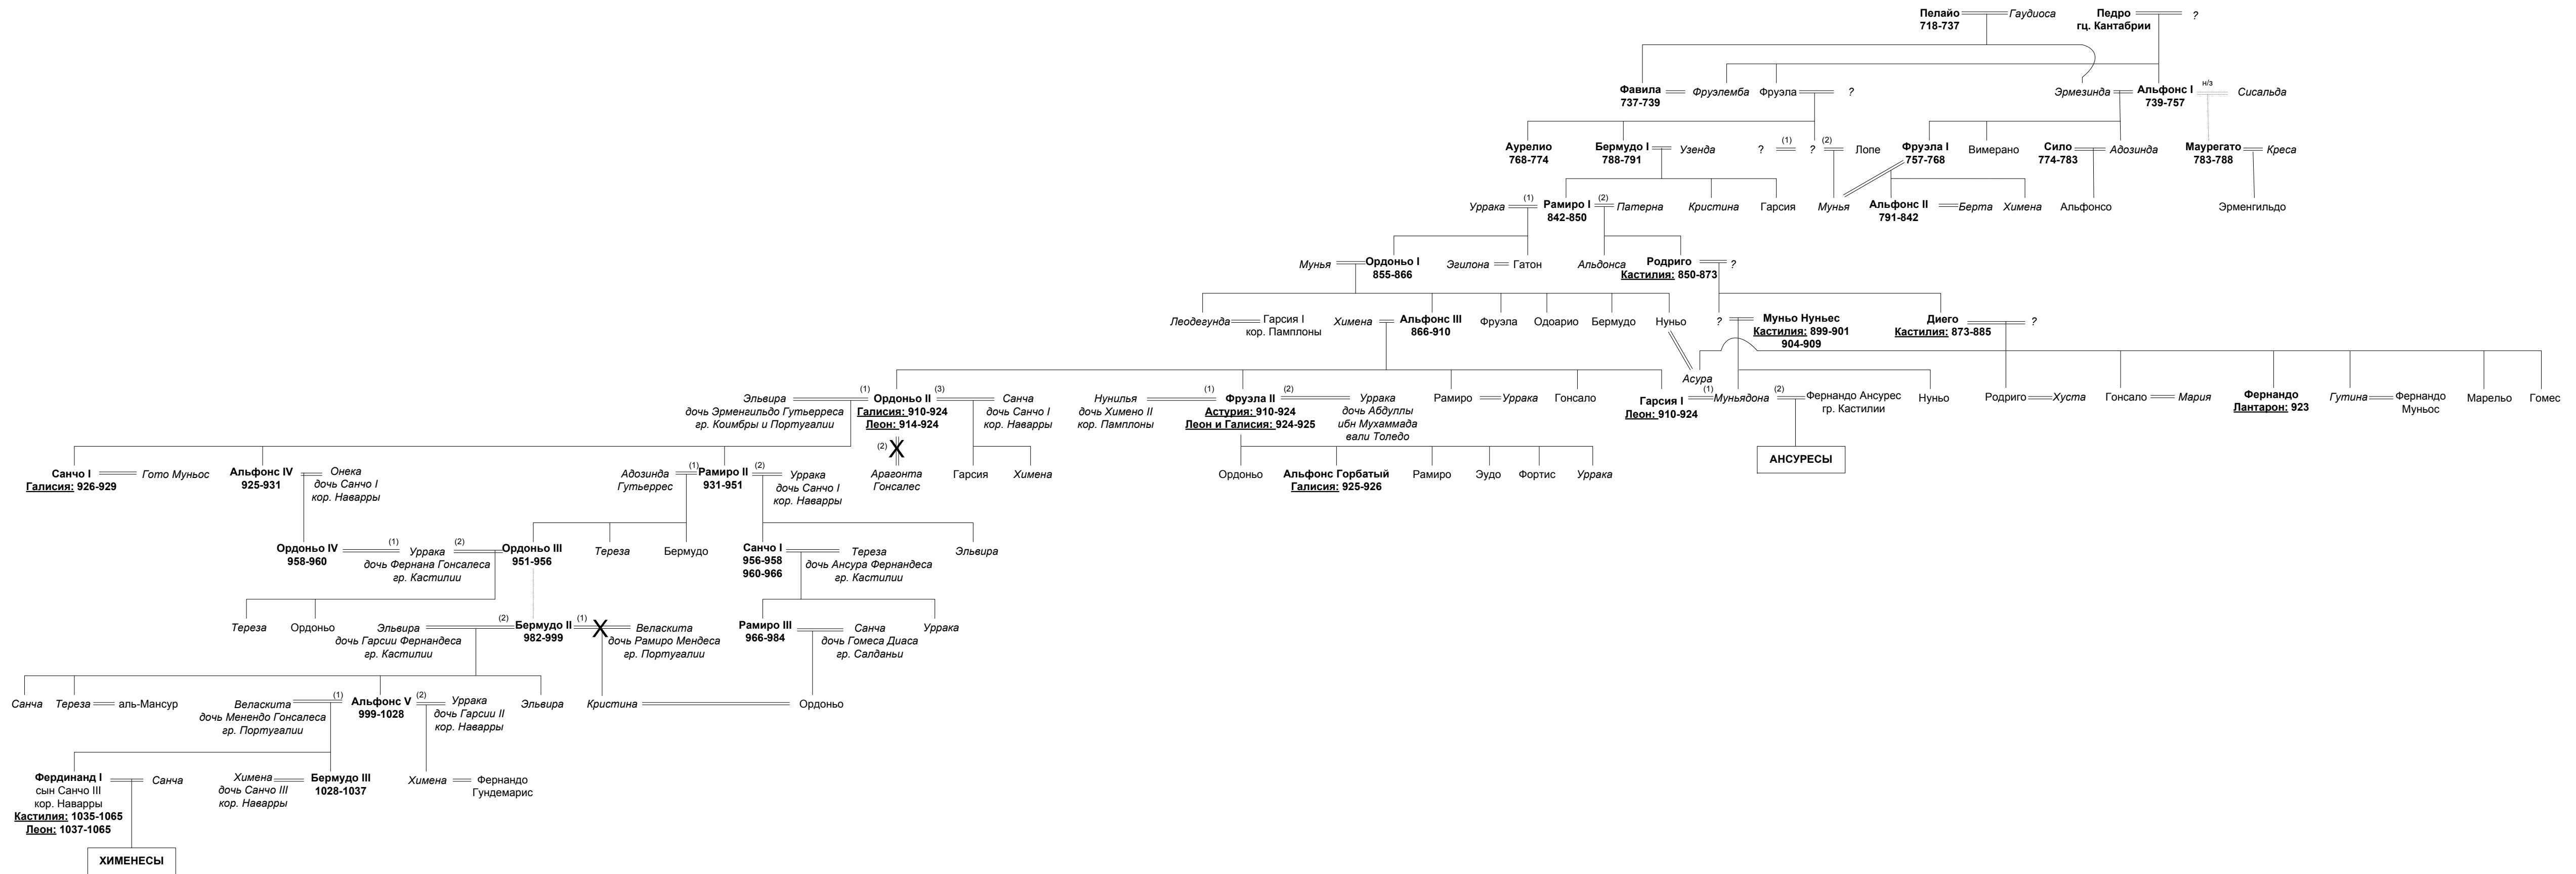 Пелайо
718-737
Гаудиоса
Педро
гц. Кантабрии
?
Фавила
737-739
Фруэлемба
Фруэла
?
Эрмезинда
Альфонс I
739-757
н/з
Сисальда
Аурелио
768-774
Бермудо I
788-791
Узенда
?
(1)
?
(2)
Лопе
Фруэла I
757-768
Вимерано
Сило
774-783
Адозинда
Маурегато
783-788
Креса
Уррака
(1)
Рамиро I
842-850
(2)
Патерна
Кристина
Гарсия
Мунья
Альфонс II
791-842
Берта
Химена
Альфонсо
Эрменгильдо
Мунья
Ордоньо I
855-866
Эгилона
Гатон
Альдонса
Родриго
Кастилия: 850-873
?
Леодегунда
Гарсия I
кор. Памплоны
Химена
Альфонс III
866-910
Фруэла
Одоарио
Бермудо
Нуньо
?
Муньо Нуньес
Кастилия: 899-901
904-909
Диего
Кастилия: 873-885
?
Асура
Эльвира
дочь Эрменгильдо Гутьерреса
гр. Коимбры и Португалии
(1)
Ордоньо II
Галисия: 910-924
Леон: 914-924
(3)
Санча
дочь Санчо I
кор. Наварры
Нунилья
дочь Химено II
кор. Памплоны
(1)
Фруэла II
Астурия: 910-924
Леон и Галисия: 924-925
(2)
Уррака
дочь Абдуллы
ибн Мухаммада
вали Толедо
Рамиро
Уррака
Гонсало
Гарсия I
Леон: 910-924
(1)
Муньядона
(2)
Фернандо Ансурес
гр. Кастилии
Нуньо
Родриго
Хуста
Гонсало
Мария
Фернандо
Лантарон: 923
Гутина
Фернандо
Муньос
Марельо
Гомес
(2)
X
Санчо I
Галисия: 926-929
Гото Муньос
Альфонс IV
925-931
Онека
дочь Санчо I
кор. Наварры
Адозинда
Гутьеррес
(1)
Рамиро II
931-951
(2)
Уррака
дочь Санчо I
кор. Наварры
Арагонта
Гонсалес
Гарсия
Химена
Ордоньо
Альфонс Горбатый
Галисия: 925-926
Рамиро
Эудо
Фортис
Уррака
АНСУРЕСЫ
Ордоньо IV
958-960
(1)
Уррака
дочь Фернана Гонсалеса
гр. Кастилии
(2)
Ордоньо III
951-956
Тереза
Бермудо
Санчо I
956-958
960-966
Тереза
дочь Ансура Фернандеса
гр. Кастилии
Эльвира
Тереза
Ордоньо
Эльвира
дочь Гарсии Фернандеса
гр. Кастилии
(2)
Бермудо II
982-999
(1)
X
Веласкита
дочь Рамиро Мендеса
гр. Португалии
Рамиро III
966-984
Санча
дочь Гомеса Диаса
гр. Салданьи
Уррака
Санча
Тереза
аль-Мансур
Веласкита
дочь Менендо Гонсалеса
гр. Португалии
(1)
Альфонс V
999-1028
(2)
Уррака
дочь Гарсии II
кор. Наварры
Эльвира
Кристина
Ордоньо
Фердинанд I
сын Санчо III
кор. Наварры
Кастилия: 1035-1065
Леон: 1037-1065
Санча
Химена
дочь Санчо III
кор. Наварры
Бермудо III
1028-1037
Химена
Фернандо
Гундемарис
ХИМЕНЕСЫ